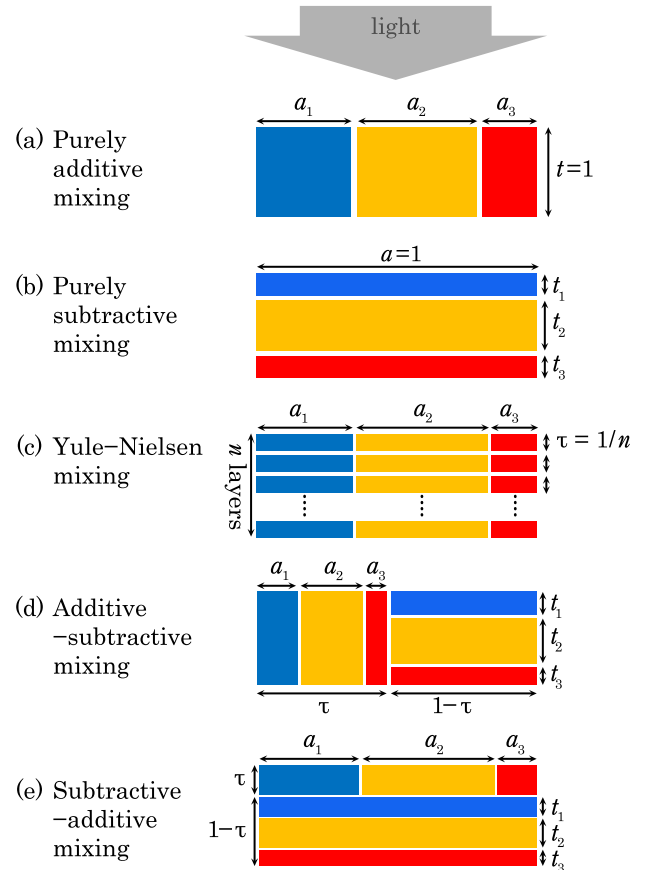 light
a₁ a₂ a₃
(a) Purely
additive
mixing
t=1
a=1
(b) Purely
subtractive
mixing
t₁
t₂
t₃
a₁ a₂ a₃
(c) Yule–Nielsen
mixing
n layers
τ = 1/n
a₁ a₂ a₃
(d) Additive
–subtractive
mixing
t₁
t₂
t₃
τ 1-τ
a₁ a₂ a₃
τ
(e) Subtractive
–additive
mixing
1-τ
t₁
t₂
t₃